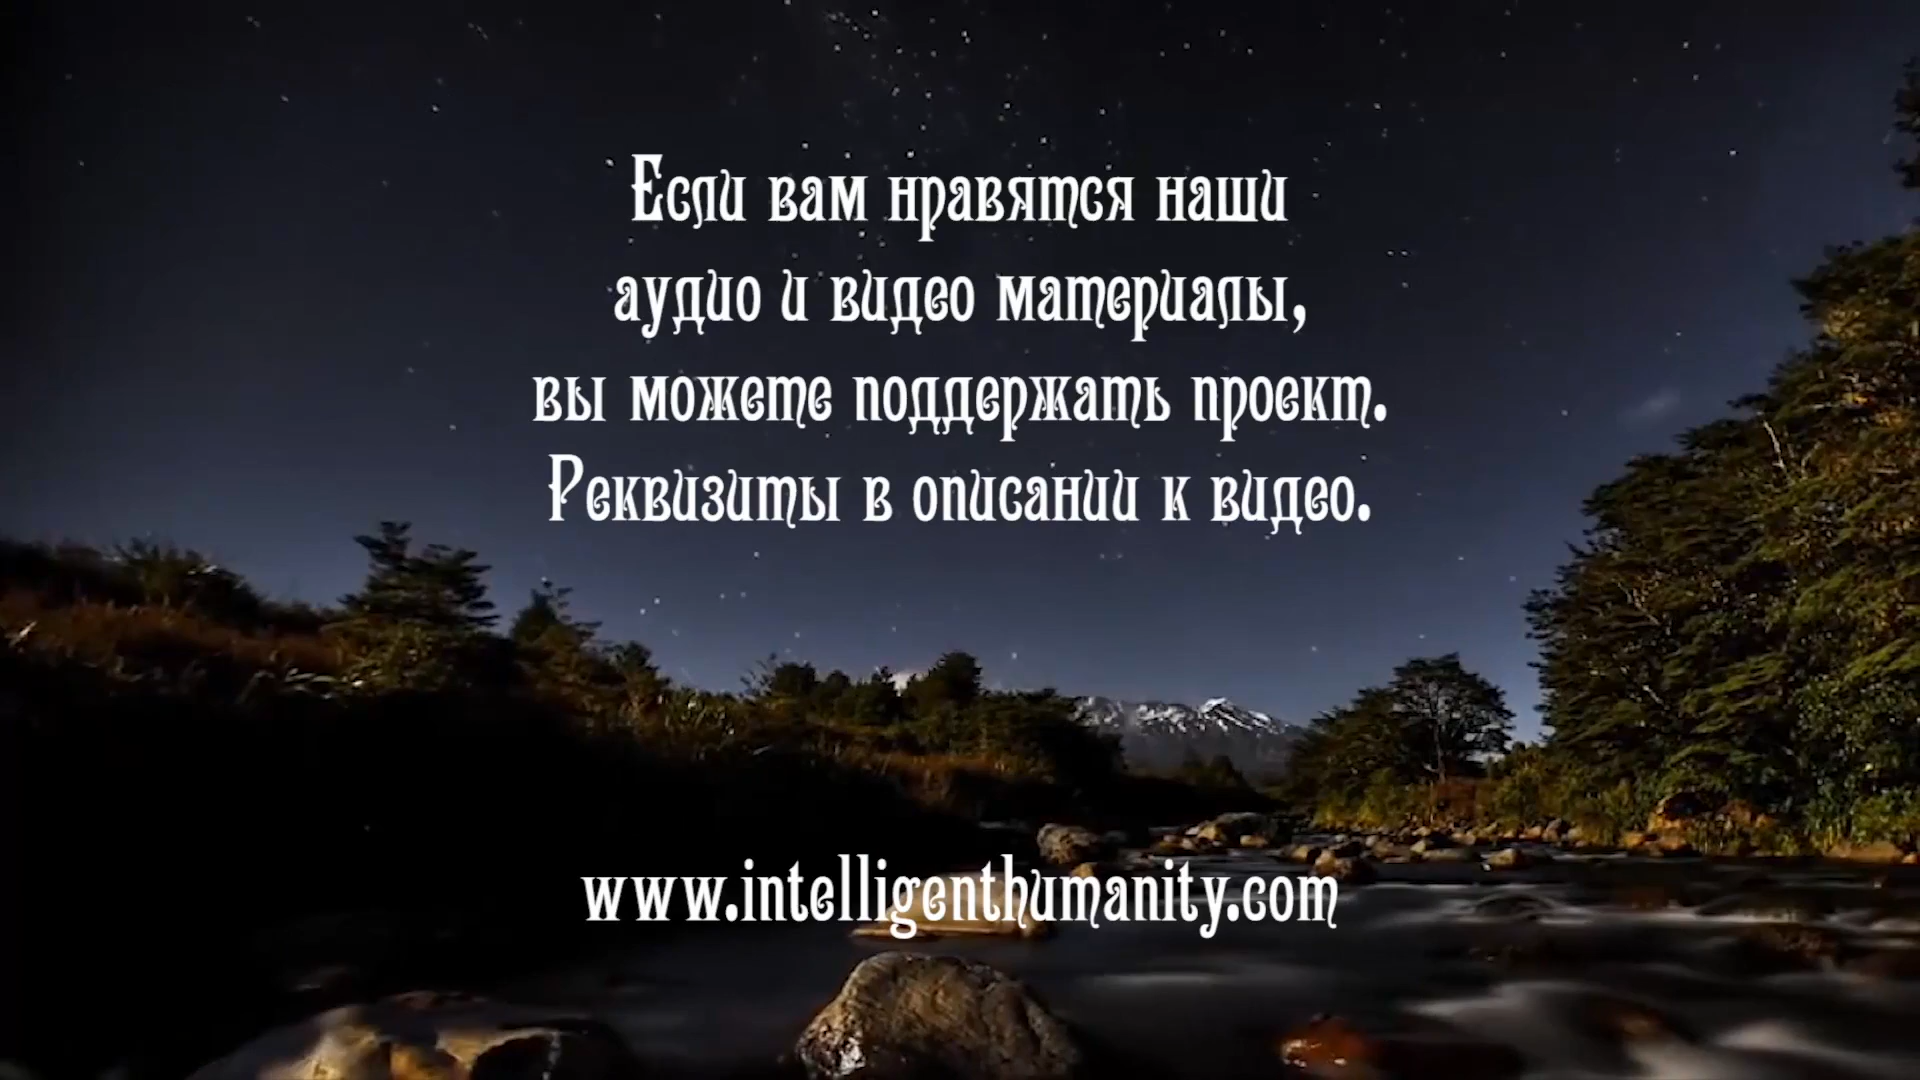 Если вам нравятся наши
аудио и видео материалы,
вы можете поддержать проект.
Реквизиты в описании к видео.
www.intelligenthumanity.com